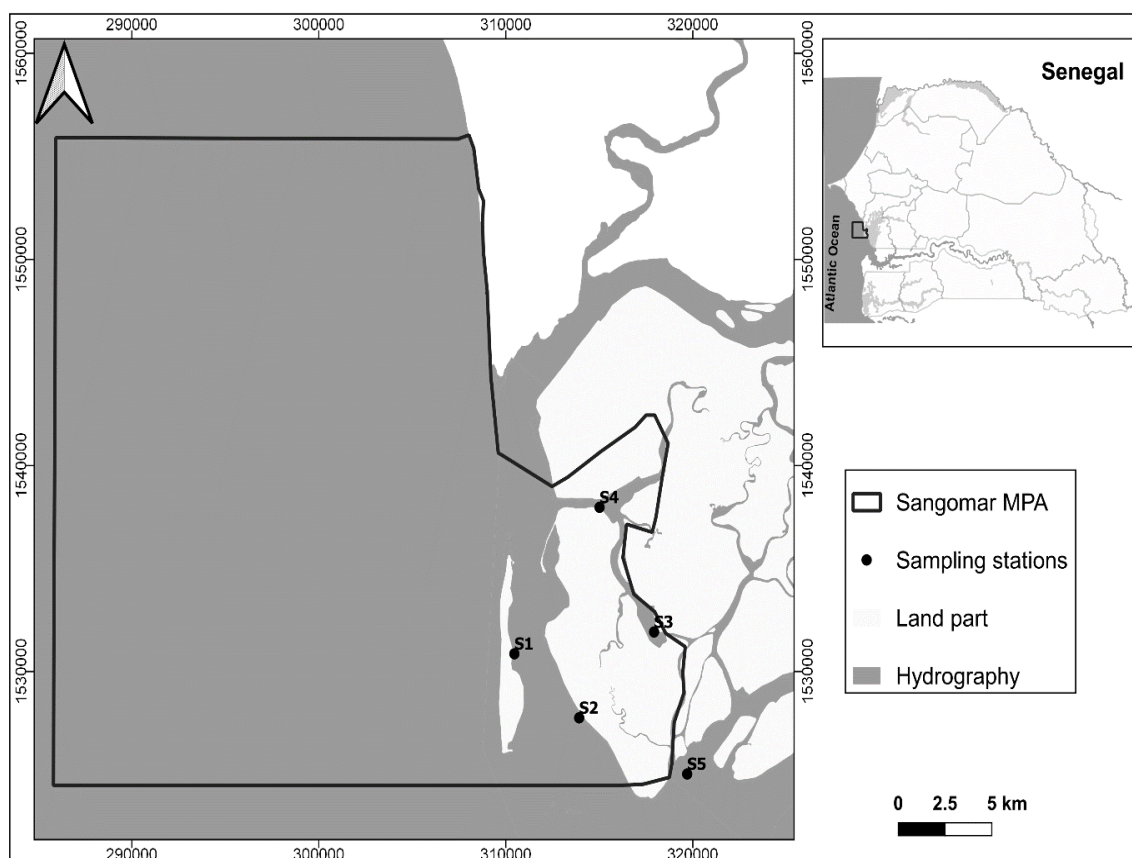 290000 300000 310000 320000
1560000
1550000
1540000
1530000
1560000
1550000
1540000
1530000
S4
S3
S1
S2
S5
290000 300000 310000 320000
Senegal
Atlantic Ocean
Sangomar MPA
Sampling stations
Land part
Hydrography
0 2.5 5 km